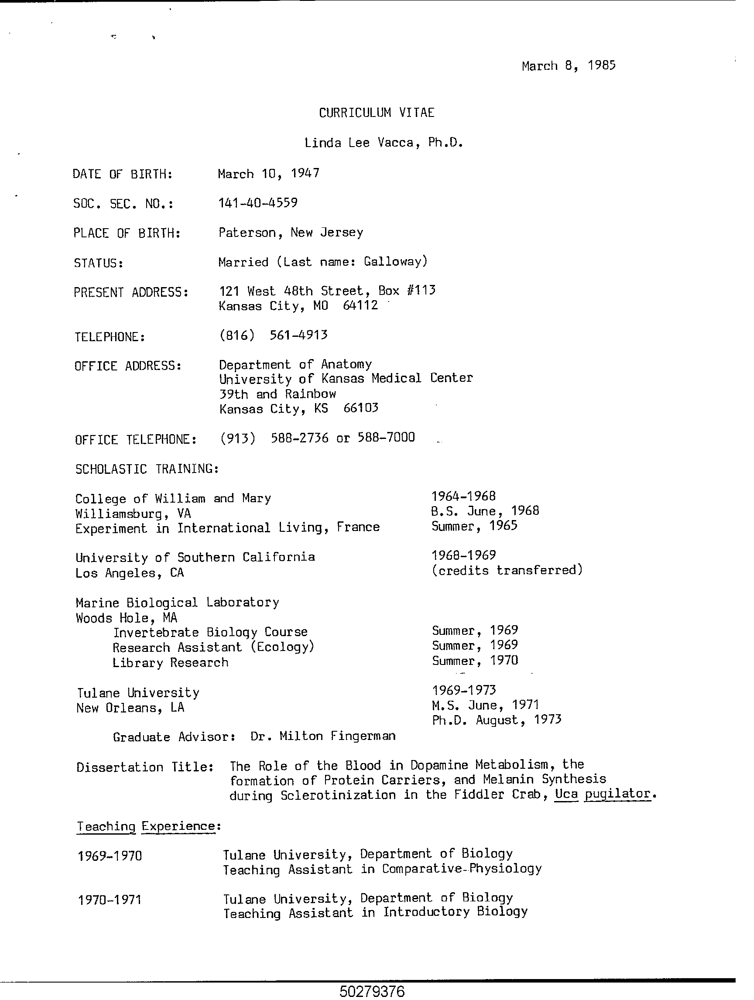 March 8, 1985
CURRICULUM VITAE
Linda Lee Vacca, Ph.D.
DATE OF BIRTH: March 10, 1947
SOC. SEC. NO.: 141-40-4559
PLACE OF BIRTH: Paterson, New Jersey
STATUS: Married (Last name: Galloway)
PRESENT ADDRESS: 121 West 48th Street, Box #113
Kansas City, MO 64112
TELEPHONE: (816) 561-4913
OFFICE ADDRESS: Department of Anatomy
University of Kansas Medical Center
39th and Rainbow
Kansas City, KS 66103
OFFICE TELEPHONE: (913) 588-2736 or 588-7000
SCHOLASTIC TRAINING:
College of William and Mary 1964-1968
Williamsburg, VA B.S. June, 1968
Experiment in International Living, France Summer, 1965
University of Southern California 1968-1969
Los Angeles, CA (credits transferred)
Marine Biological Laboratory
Woods Hole, MA
Invertebrate Biology Course Summer, 1969
Research Assistant (Ecology) Summer, 1969
Library Research Summer, 1970
Tulane University 1969-1973
New Orleans, LA M.S. June, 1971
Ph.D. August, 1973
Graduate Advisor: Dr. Milton Fingerman
Dissertation Title: The Role of the Blood in Dopamine Metabolism, the
formation of Protein Carriers, and Melanin Synthesis
during Sclerotinization in the Fiddler Crab, Uca pugilator.
Teaching Experience:
1969-1970 Tulane University, Department of Biology
Teaching Assistant in Comparative-Physiology
1970-1971 Tulane University, Department of Biology
Teaching Assistant in Introductory Biology
50279376